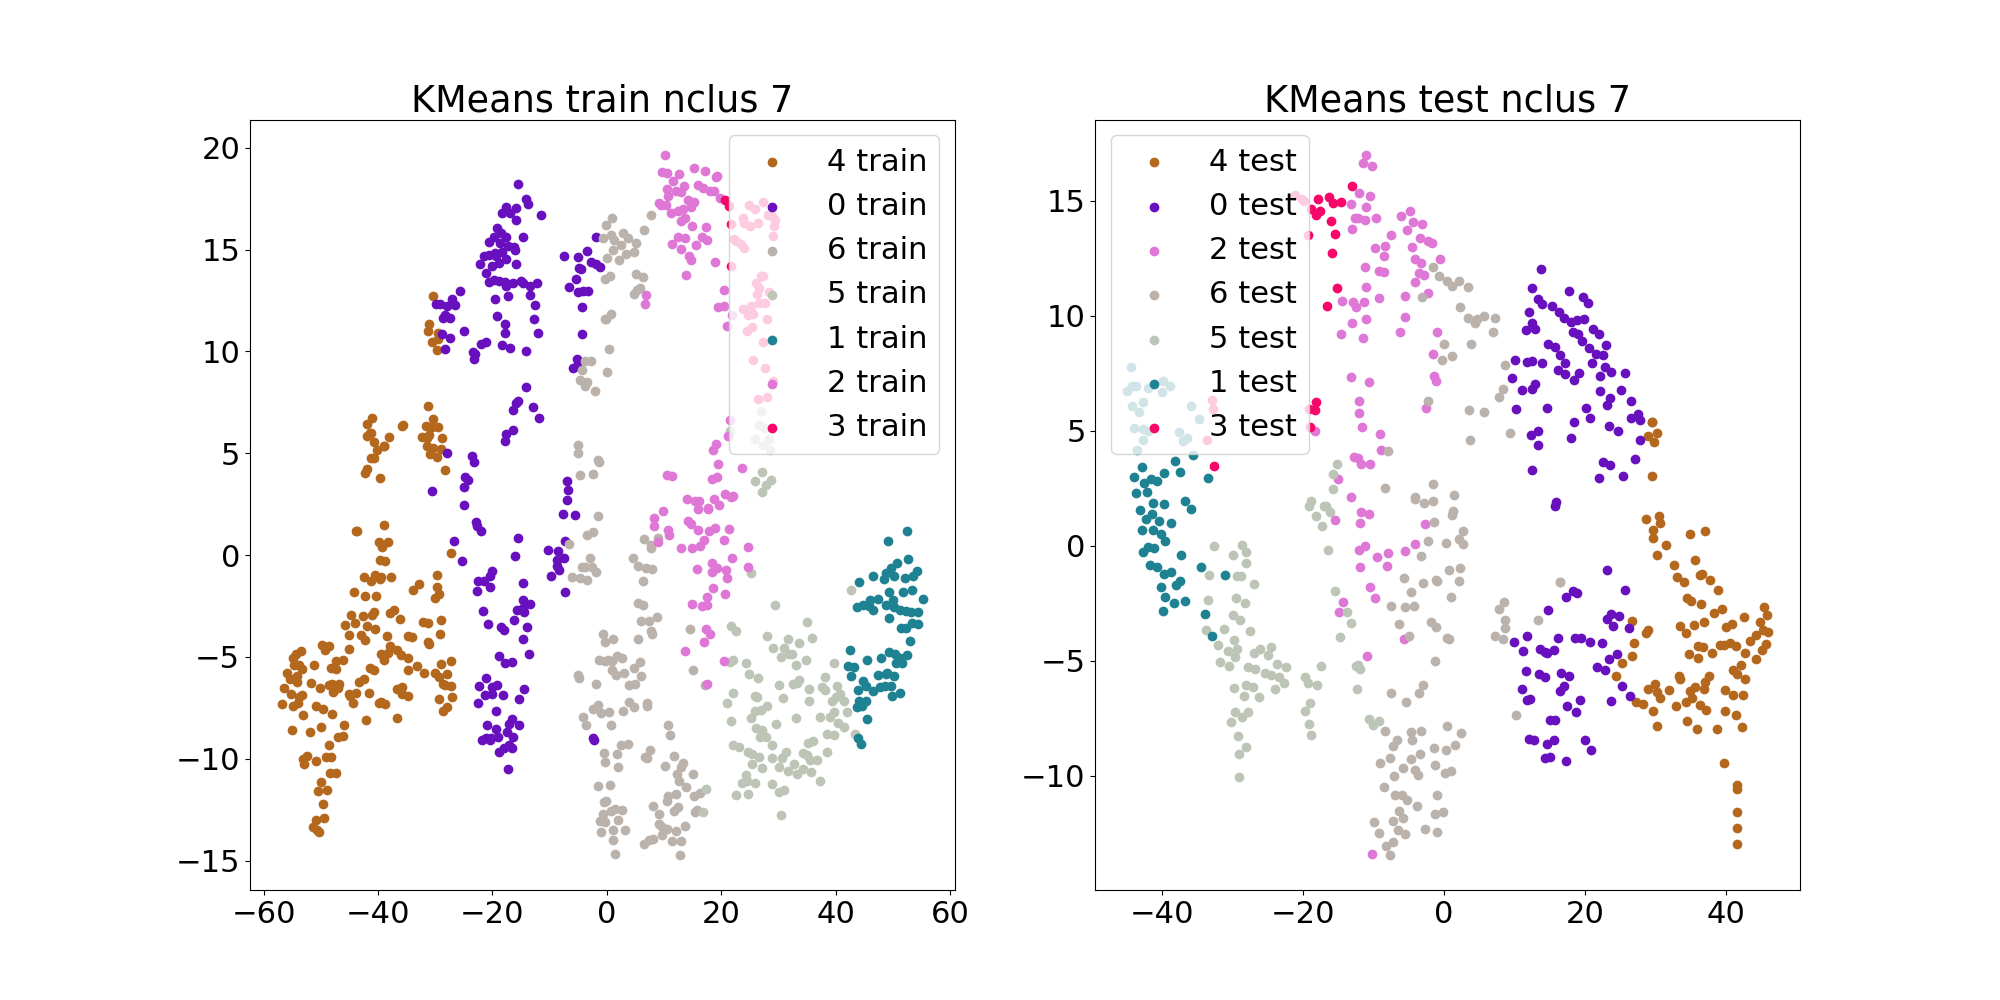 KMeans train nclus 7
20
15
10
5
0
−5
−10
−15
−60 −40 −20 0 20 40 60
4 train
0 train
6 train
5 train
1 train
2 train
3 train
KMeans test nclus 7
15
10
5
0
−5
−10
−40 −20 0 20 40
4 test
0 test
2 test
6 test
5 test
1 test
3 test